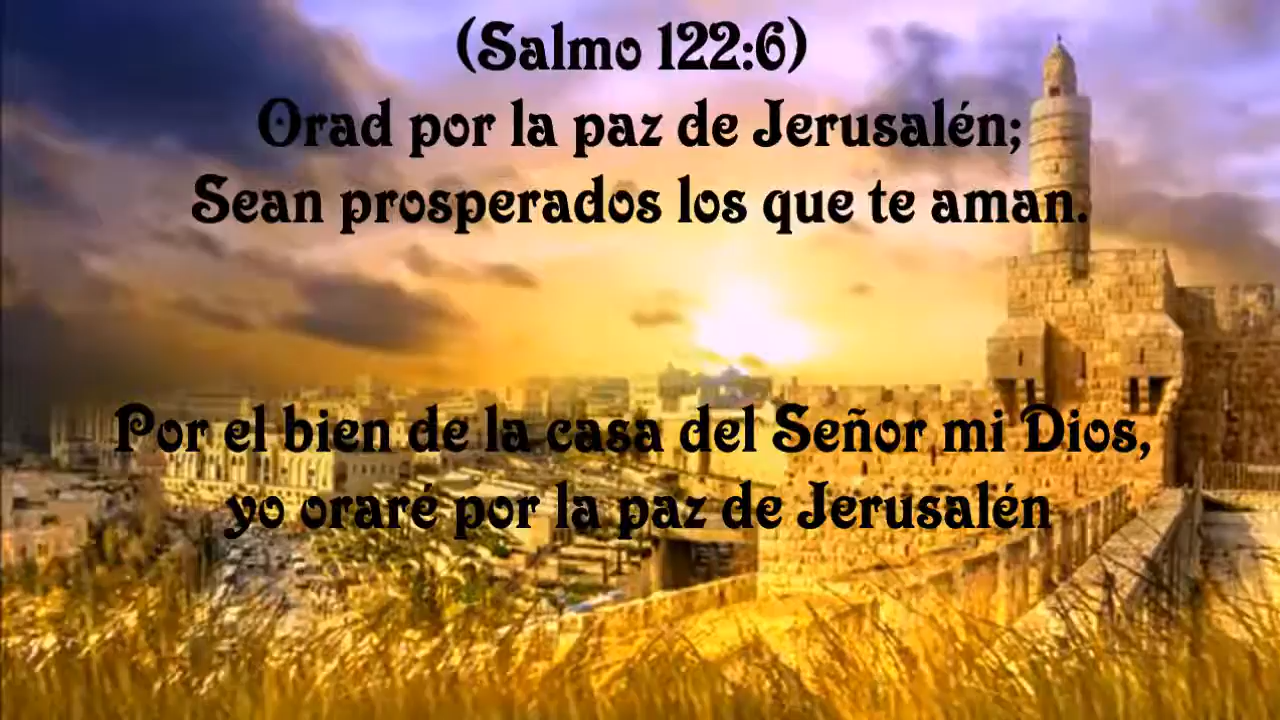 (Salmo 122:6)
Orad por la paz de Jerusalén;
Sean prosperados los que te aman.
Por el bien de la casa del Señor mi Dios,
yo oraré por la paz de Jerusalén